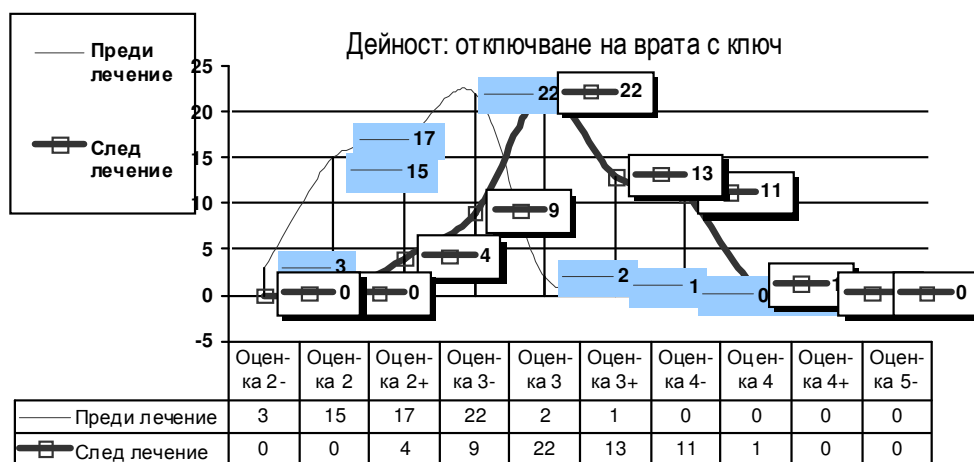 Дейност: отключване на врата с ключ
Преди
лечение
След
лечение
25
20
15
10
5
0
-5
3
15
17
22
2
1
0
0
0
4
9
22
13
11
1
0
0
Оцен- Оцен- Оцен- Оцен- Оцен- Оцен- Оцен- Оцен- Оцен- Оцен-
ка 2- ка 2 ка 2+ ка 3- ка 3 ка 3+ ка 4- ка 4 ка 4+ ка 5-
Преди лечение 3 15 17 22 2 1 0 0 0 0
След лечение 0 0 4 9 22 13 11 1 0 0